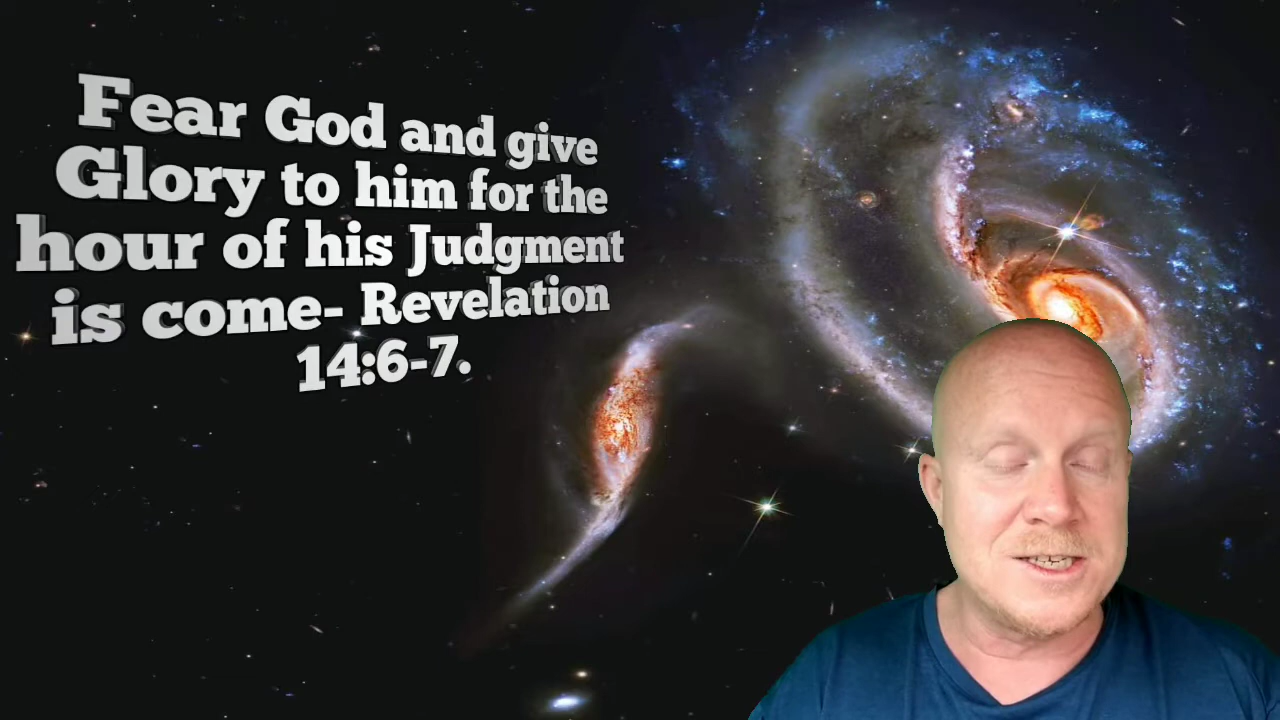 Fear God and give
Glory to him for the
hour of his Judgment
is come- Revelation
14:6-7.